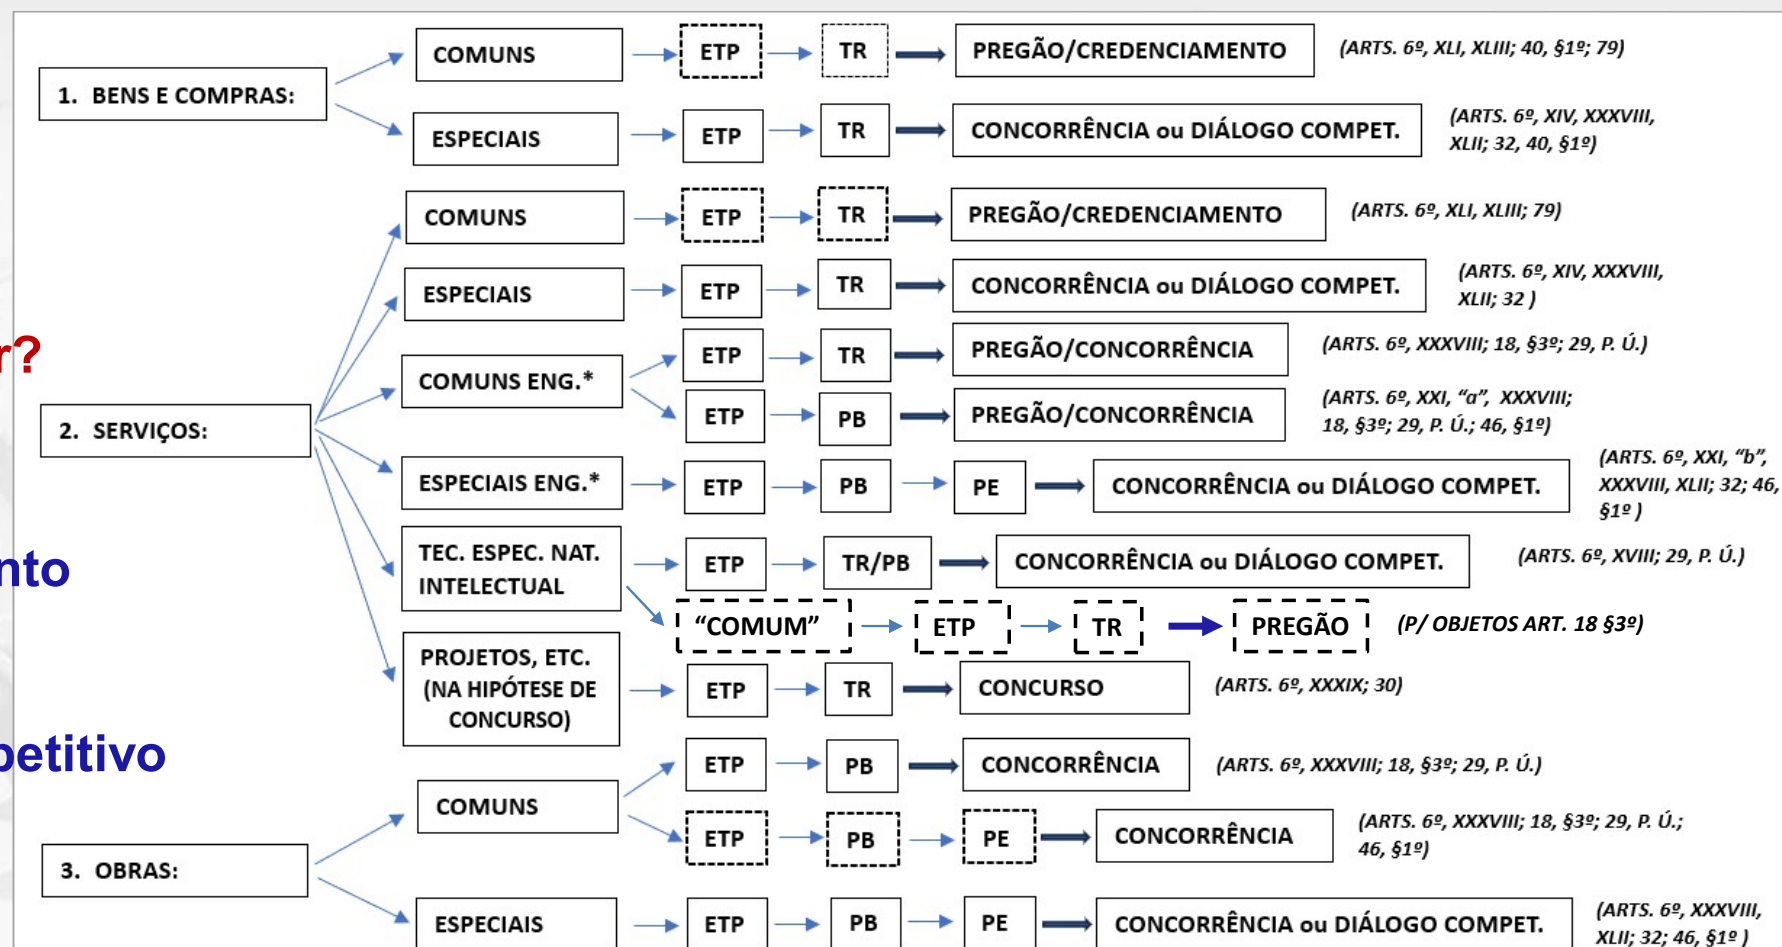 COMUNS ETP TR PREGÃO/CREDENCIAMENTO (ARTS. 6º, XLI, XLIII; 40, §1º; 79)
1. BENS E COMPRAS:
ESPECIAIS ETP TR CONCORRÊNCIA ou DIÁLOGO COMPET. (ARTS. 6º, XIV, XXXVIII,
XLII; 32, 40, §1º)
COMUNS ETP TR PREGÃO/CREDENCIAMENTO (ARTS. 6º, XLI, XLIII; 79)
ESPECIAIS ETP TR CONCORRÊNCIA ou DIÁLOGO COMPET. (ARTS. 6º, XIV, XXXVIII,
XLII; 32 )
r?
COMUNS ENG.* ETP TR PREGÃO/CONCORRÊNCIA (ARTS. 6º, XXXVIII; 18, §3º; 29, P. Ú.)
ETP PB PREGÃO/CONCORRÊNCIA (ARTS. 6º, XXI, “a”, XXXVIII;
18, §3º; 29, P. Ú.; 46, §1º)
2. SERVIÇOS:
ESPECIAIS ENG.* ETP PB PE CONCORRÊNCIA ou DIÁLOGO COMPET. (ARTS. 6º, XXI, “b”,
XXXVIII, XLII; 32; 46,
§1º )
nto
TEC. ESPEC. NAT.
INTELECTUAL
ETP TR/PB CONCORRÊNCIA ou DIÁLOGO COMPET. (ARTS. 6º, XVIII; 29, P. Ú.)
“COMUM” ETP TR PREGÃO (P/ OBJETOS ART. 18 §3º)
PROJETOS, ETC.
(NA HIPÓTESE DE
CONCURSO)
ETP TR CONCURSO (ARTS. 6º, XXXIX; 30)
petitivo
COMUNS ETP PB CONCORRÊNCIA (ARTS. 6º, XXXVIII; 18, §3º; 29, P. Ú.)
ETP PB PE CONCORRÊNCIA (ARTS. 6º, XXXVIII; 18, §3º; 29, P. Ú.;
46, §1º)
3. OBRAS:
ESPECIAIS ETP PB PE CONCORRÊNCIA ou DIÁLOGO COMPET. (ARTS. 6º, XXXVIII,
XLII; 32; 46, §1º )